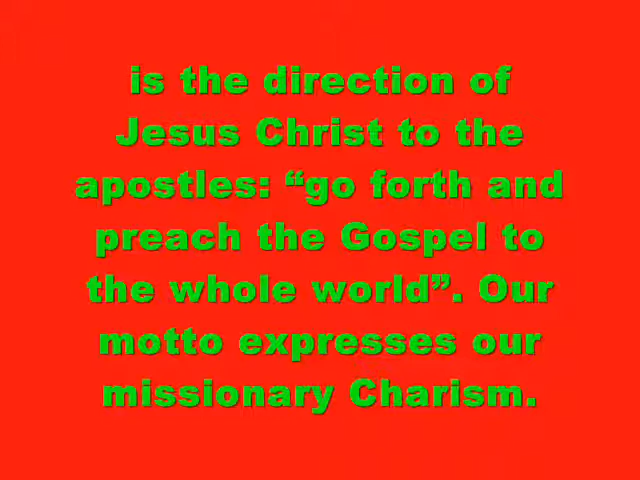 is the direction of
Jesus Christ to the
apostles: “go forth and
preach the Gospel to
the whole world”. Our
motto expresses our
missionary Charism.